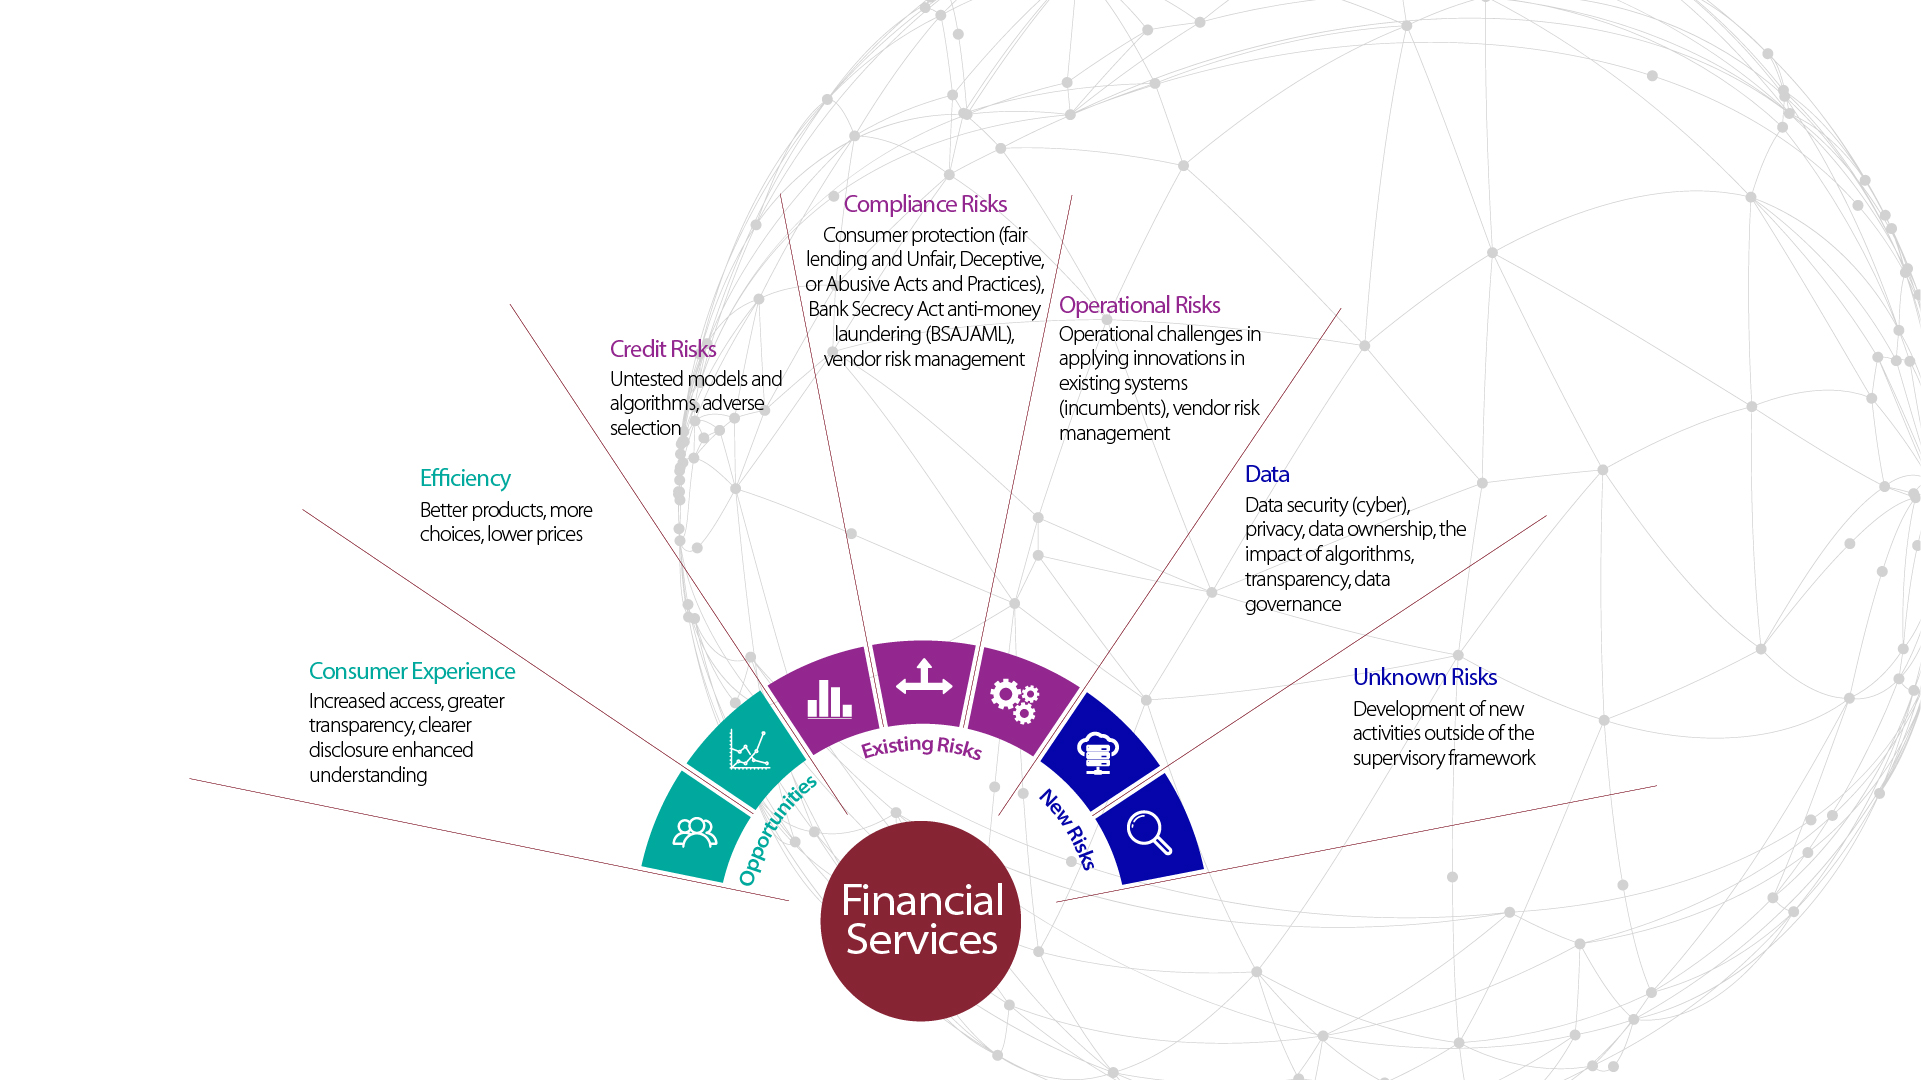 Compliance Risks
Consumer protection (fair
lending and Unfair, Deceptive,
or Abusive Acts and Practices),
Bank Secrecy Act anti-money
laundering (BSAJAML),
vendor risk management
Operational Risks
Operational challenges in
applying innovations in
existing systems
(incumbents), vendor risk
management
Credit Risks
Untested models and
algorithms, adverse
selection
Efficiency
Better products, more
choices, lower prices
Data
Data security (cyber),
privacy, data ownership, the
impact of algorithms,
transparency, data
governance
Consumer Experience
Increased access, greater
transparency, clearer
disclosure enhanced
understanding
Unknown Risks
Development of new
activities outside of the
supervisory framework
Opportunities
Existing Risks
New Risks
Financial
Services